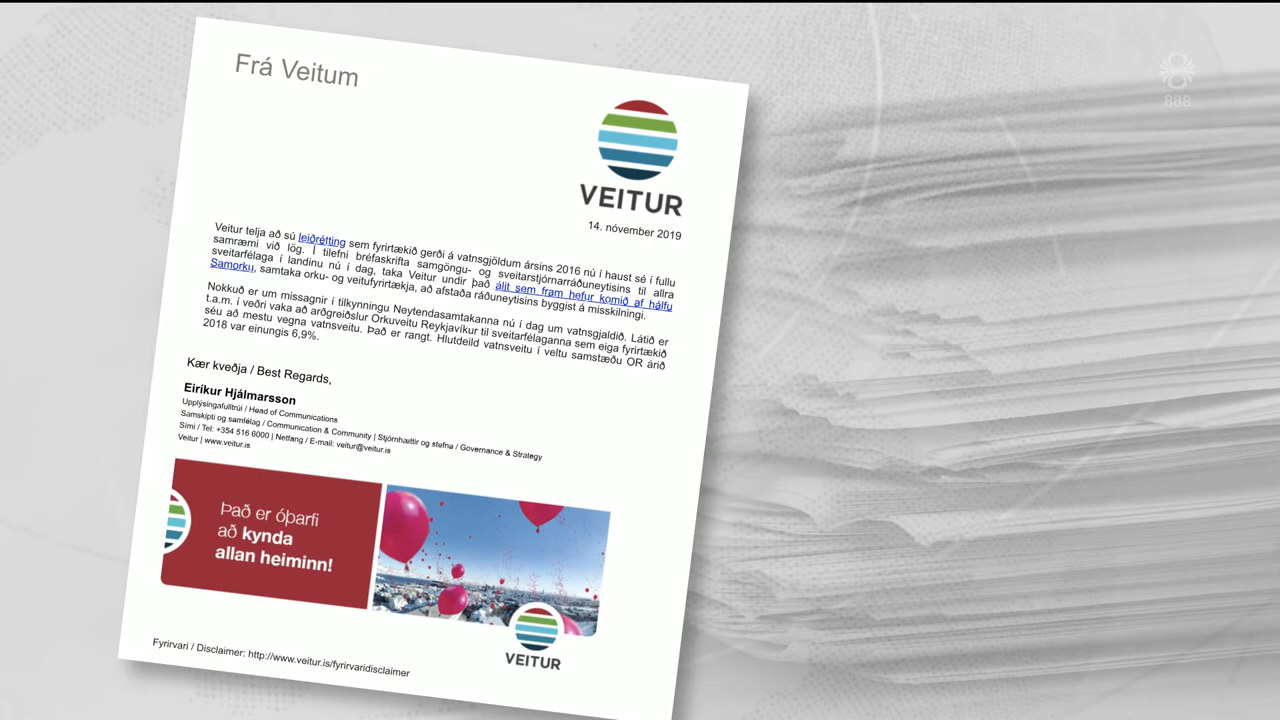 Frá Veitum
888
VEITUR
14. nóvember 2019
Veitur telja að sú leiðrétting sem fyrirtækið gerði á vatnsgjöldum ársins 2016 nú í haust sé í fullu
samræmi við lög. Í tilefni bréfaskrifta samgöngu- og sveitarstjórnarráðuneytisins til allra
sveitarfélaga í landinu nú í dag, taka Veitur undir það álit sem fram hefur komið af hálfu
Samorku, samtaka orku- og veitufyrirtækja, að afstaða ráðuneytisins byggist á misskilningi.
Nokkuð er um missagnir í tilkynningu Neytendasamtakanna nú í dag um vatnsgjaldið. Látið er
t.a.m. í veðri vaka að arðgreiðslur Orkuveitu Reykjavíkur til sveitarfélaganna sem eiga fyrirtækið
séu að mestu vegna vatnsveitu. Það er rangt. Hlutdeild vatnsveitu í veltu samstæðu OR árið
2018 var einungis 6,9%.
Kær kveðja / Best Regards,
Eiríkur Hjálmarsson
Upplýsingafulltrúi / Head of Communications
Samskipti og samfélag / Communication & Community | Stjórnhættir og stefna / Governance & Strategy
Sími / Tel: +354 516 6000 | Netfang / E-mail: veitur@veitur.is
Veitur | www.veitur.is
Það er óþarfi
að kynda
allan heiminn!
VEITUR
Fyrirvari / Disclaimer: http://www.veitur.is/fyrirvaridisclaimer